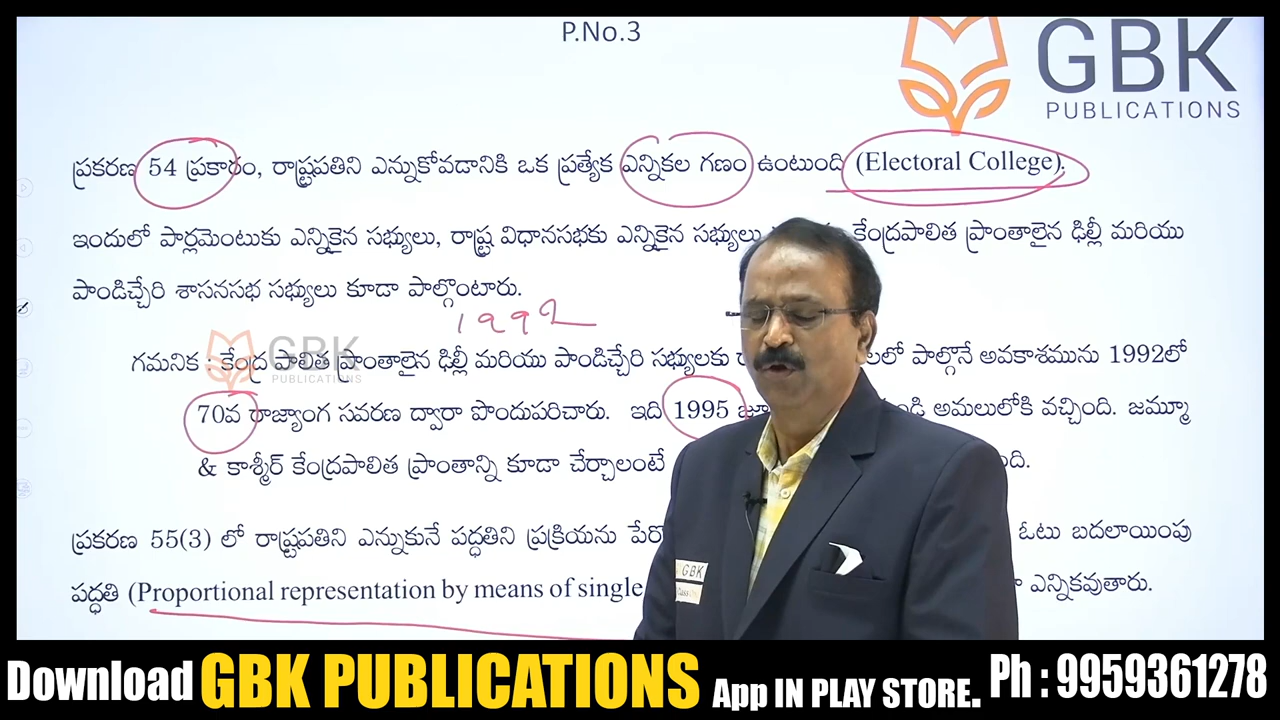 P.No.3
GBK
PUBLICATIONS
ప్రకరణ 54 ప్రకారం, రాష్ట్రపతిని ఎన్నుకోవడానికి ఒక ప్రత్యేక ఎన్నికల గణం ఉంటుంది (Electoral College).
ఇందులో పార్లమెంటుకు ఎన్నికైన సభ్యులు, రాష్ట్ర విధానసభకు ఎన్నికైన సభ్యులు కేంద్రపాలిత ప్రాంతాలైన ఢిల్లీ మరియు
పాండిచ్చేరి శాసనసభ సభ్యులు కూడా పాల్గొంటారు.
1992
GBK
PUBLICATIONS
గమనిక : కేంద్ర పాలిత ప్రాంతాలైన ఢిల్లీ మరియు పాండిచ్చేరి సభ్యులకు పాల్గొనే అవకాశమును 1992లో
70వ రాజ్యాంగ సవరణ ద్వారా పొందుపరిచారు. ఇది 1995 అమలులోకి వచ్చింది. జమ్మూ
& కాశ్మీర్ కేంద్రపాలిత ప్రాంతాన్ని కూడా చేర్చాలంటే
ప్రకరణ 55(3) లో రాష్ట్రపతిని ఎన్నుకునే పద్ధతిని ప్రక్రియను ఓటు బదలాయింపు
పద్ధతి (Proportional representation by means of single ఎన్నికవుతారు.
GBK
Download GBK PUBLICATIONS App IN PLAY STORE. Ph : 9959361278